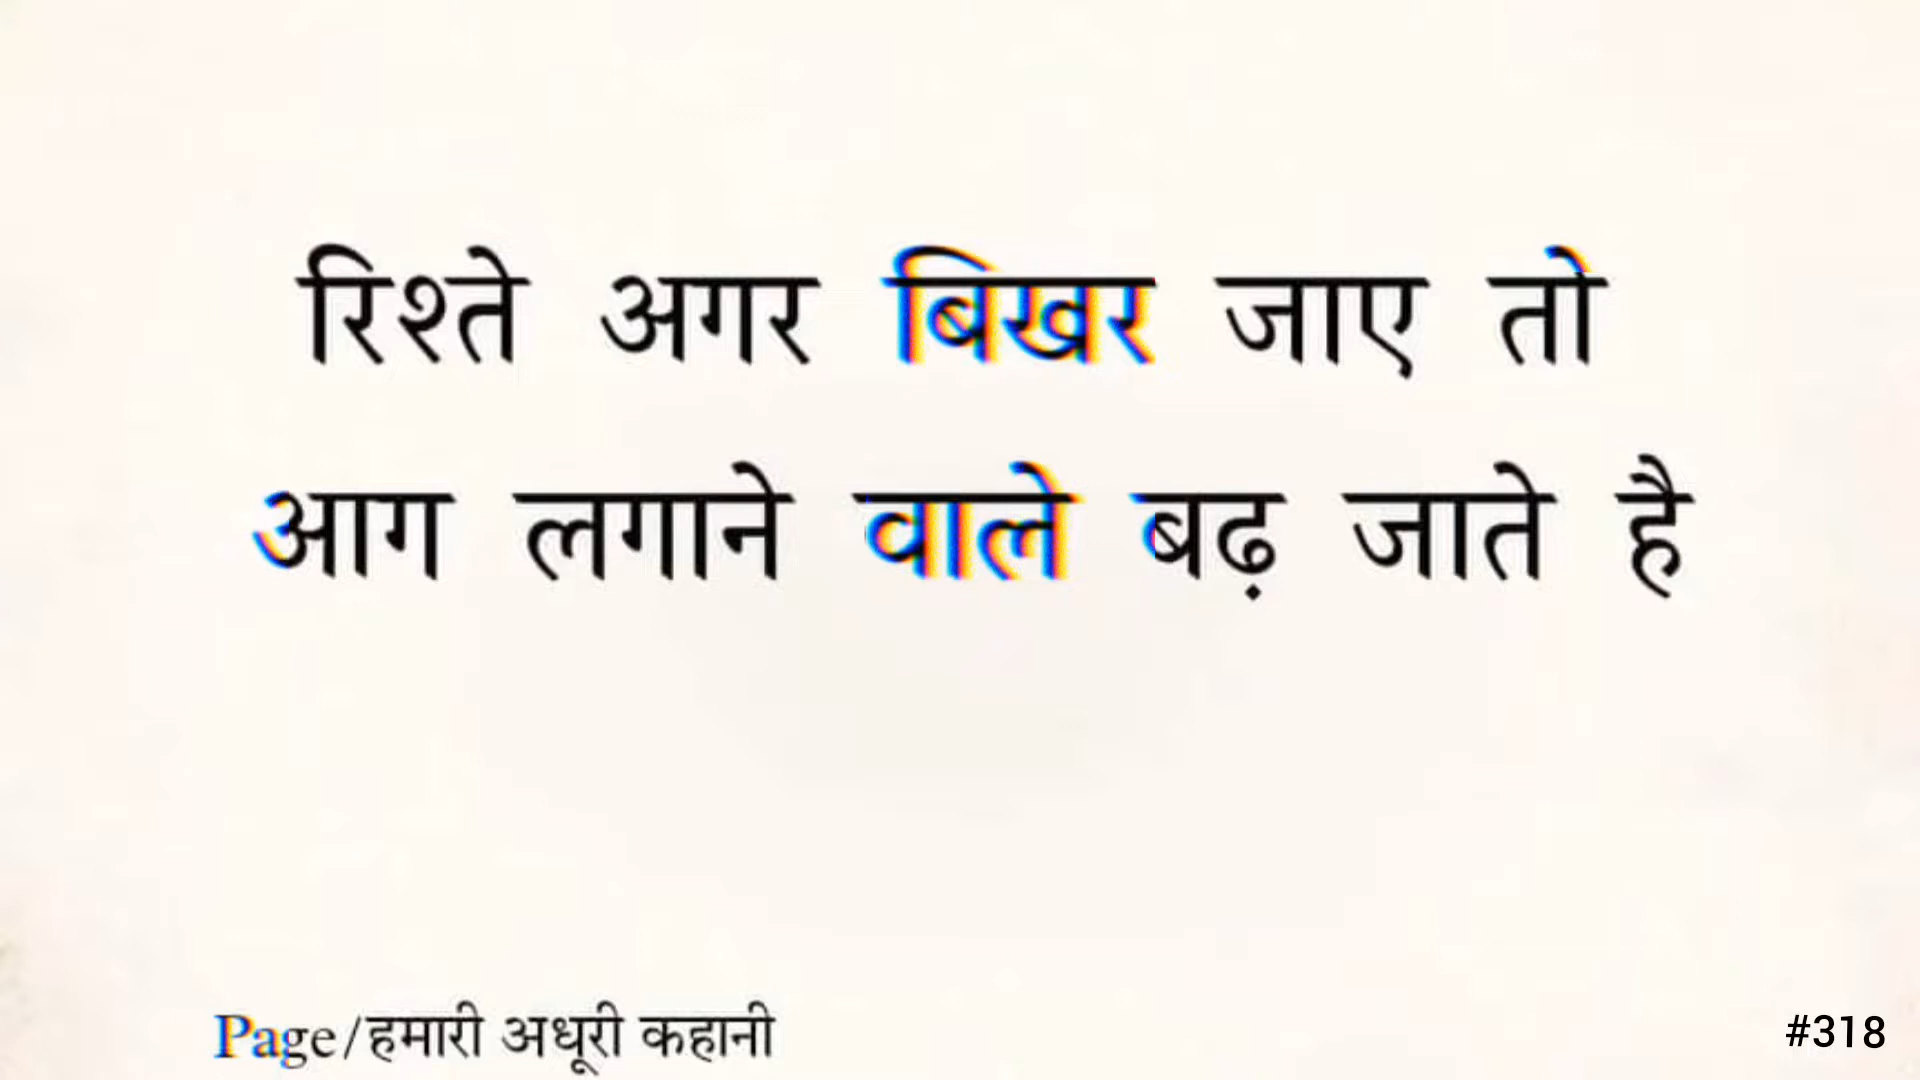 रिश्ते अगर बिखर जाए तो
आग लगाने वाले बढ़ जाते है
Page/हमारी अधूरी कहानी
#318